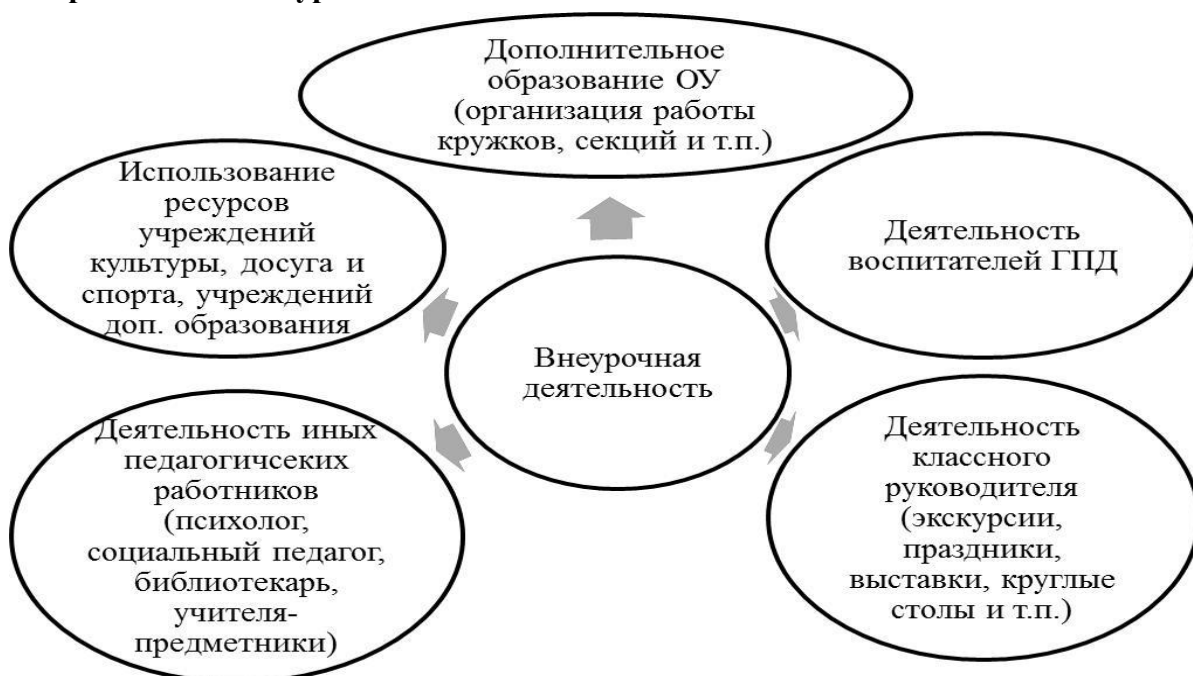 Дополнительное
образование ОУ
(организация работы
кружков, секций и т.п.)
Использование
ресурсов
учреждений
культуры, досуга и
спорта, учреждений
доп. образования
Деятельность
воспитателей ГПД
Внеурочная
деятельность
Деятельность иных
педагогичсеких
работников
(психолог,
социальный педагог,
библиотекарь,
учителя-
предметники)
Деятельность
классного
руководителя
(экскурсии,
праздники,
выставки, круглые
столы и т.п.)